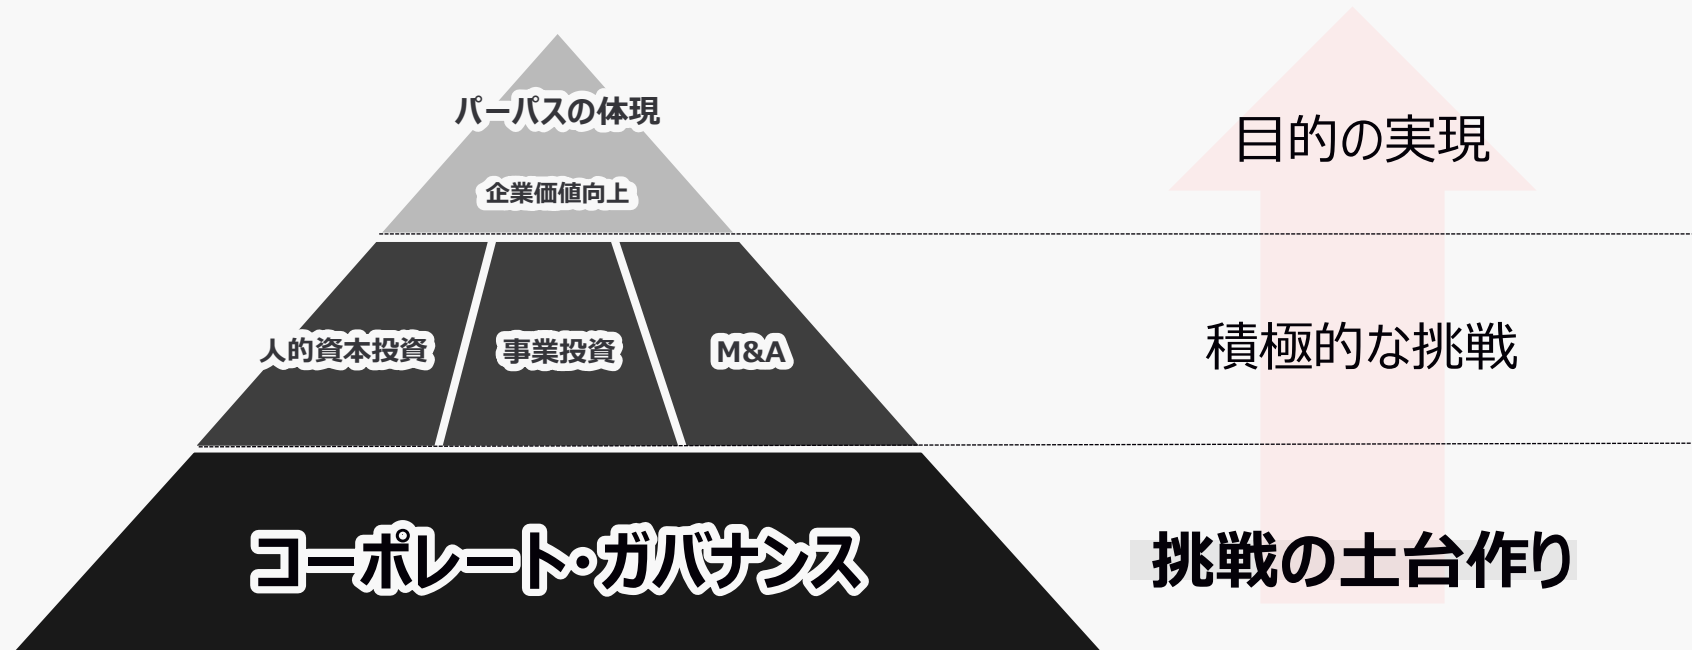 パーパスの体現
企業価値向上
目的の実現
人的資本投資
事業投資
M&A
積極的な挑戦
コーポレート・ガバナンス
挑戦の土台作り